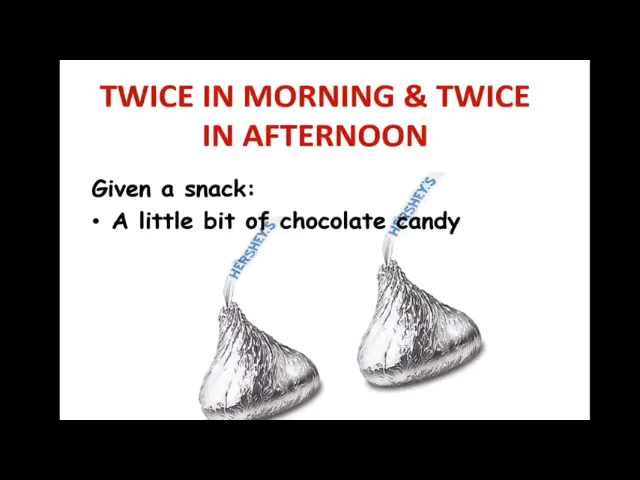 TWICE IN MORNING & TWICE
IN AFTERNOON
Given a snack:
• A little bit of chocolate candy
HERSHEY'S
HERSHEY'S